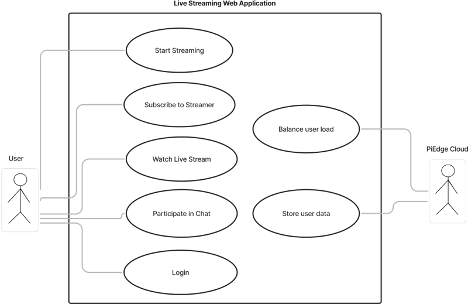 Live Streaming Web Application
Start Streaming
Subscribe to Streamer
Balance user load
PiEdge Cloud
User
Watch Live Stream
Participate in Chat
Store user data
Login